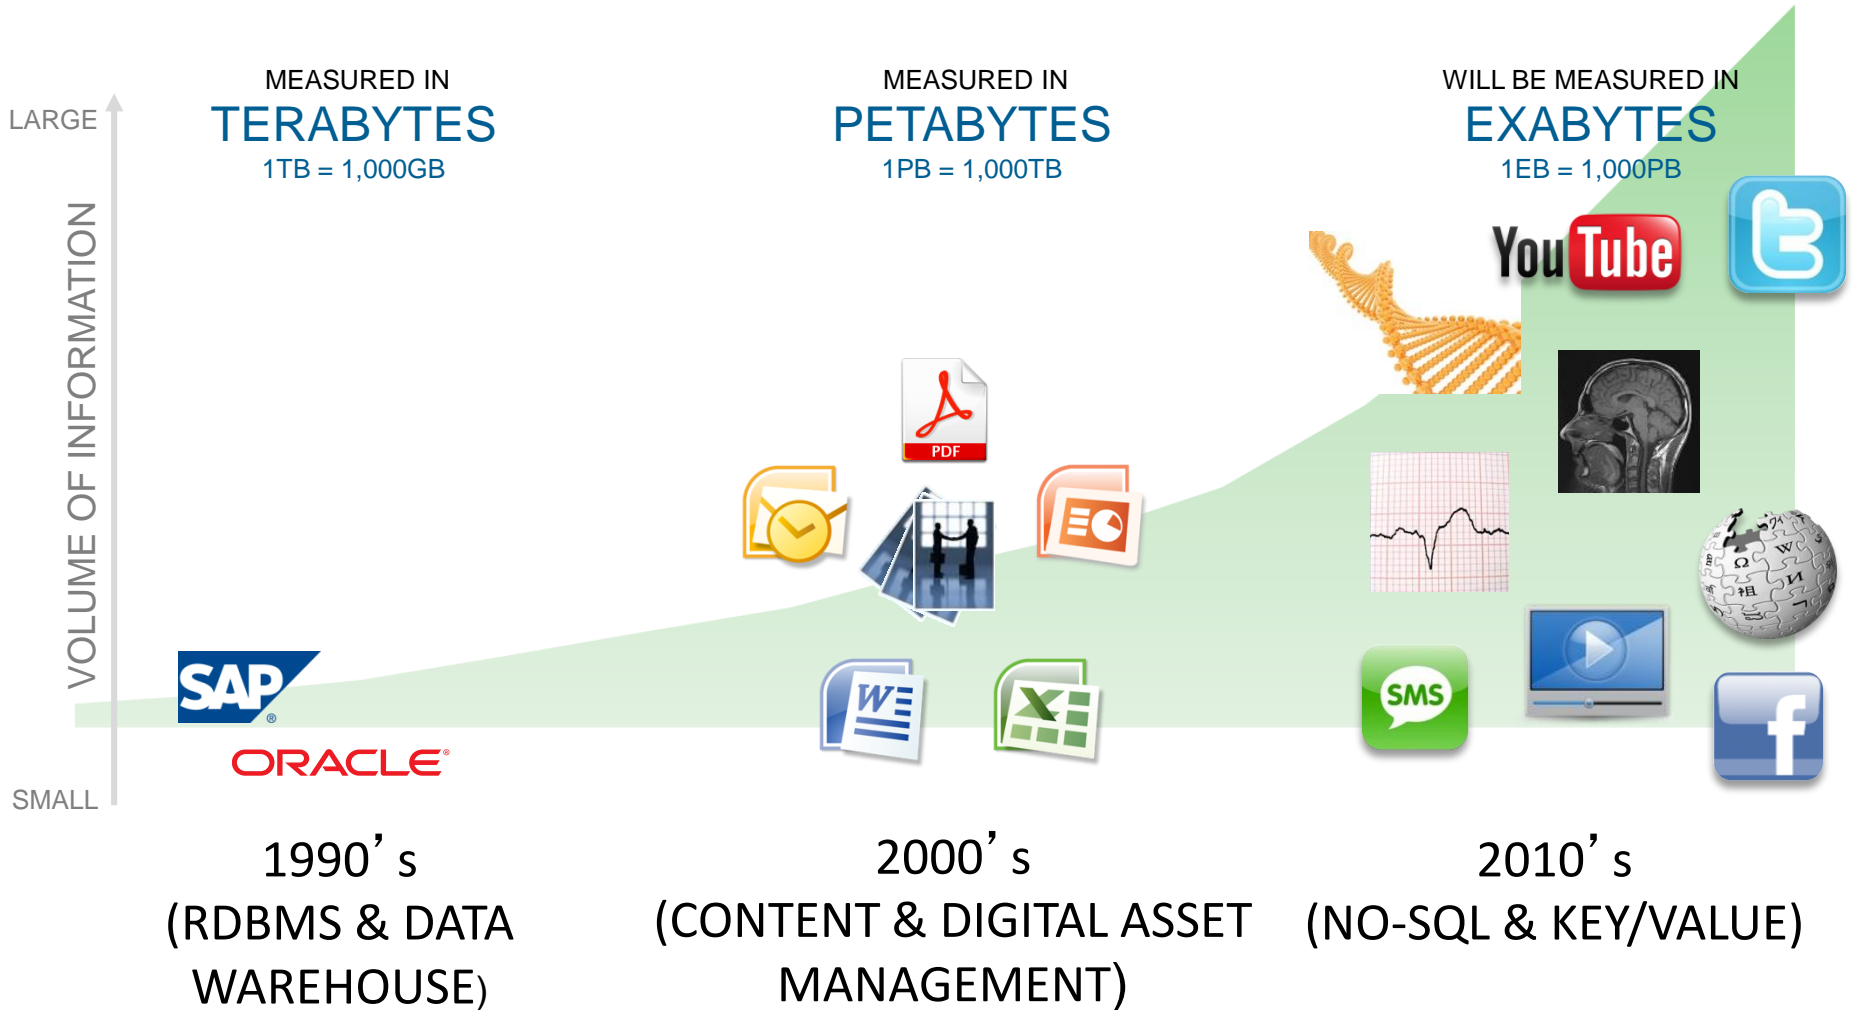 MEASURED IN
TERABYTES
1TB = 1,000GB
MEASURED IN
PETABYTES
1PB = 1,000TB
WILL BE MEASURED IN
EXABYTES
1EB = 1,000PB
LARGE
VOLUME OF INFORMATION
SMALL
SAP®
ORACLE®
PDF
W
X
YouTube
t
SMS
Ω
W
И
祖
f
1990's
(RDBMS & DATA
WAREHOUSE)
2000's
(CONTENT & DIGITAL ASSET
MANAGEMENT)
2010's
(NO-SQL & KEY/VALUE)